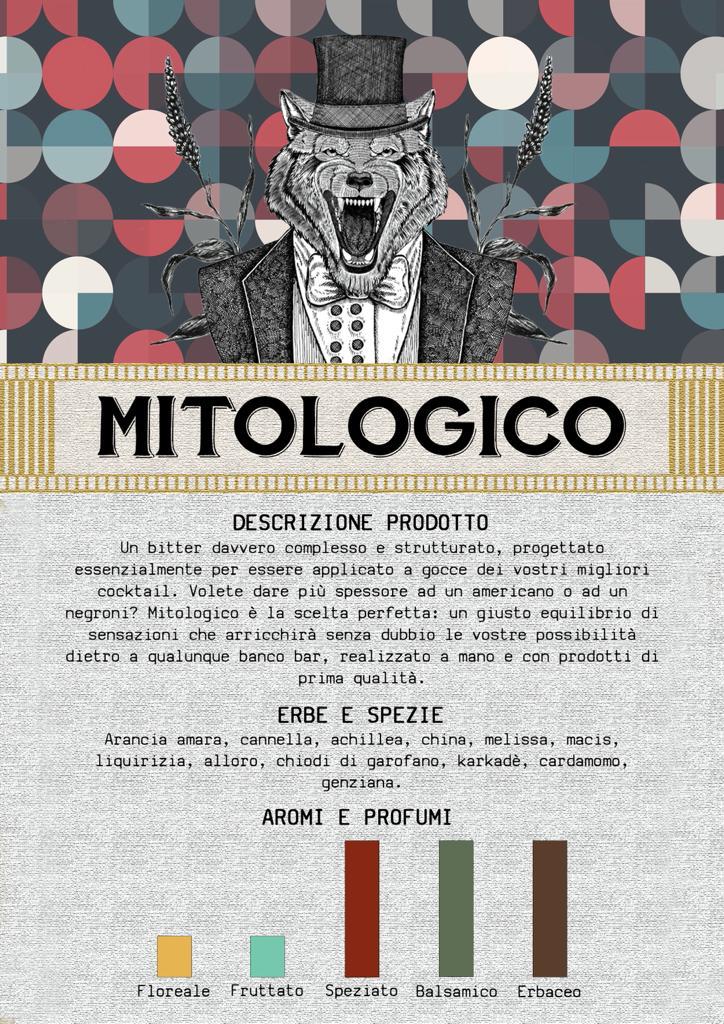 MITOLOGICO
DESCRIZIONE PRODOTTO
Un bitter davvero complesso e strutturato, progettato
essenzialmente per essere applicato a gocce dei vostri migliori
cocktail. Volete dare più spessore ad un americano o ad un
negroni? Mitologico è la scelta perfetta: un giusto equilibrio di
sensazioni che arricchirà senza dubbio le vostre possibilità
dietro a qualunque banco bar, realizzato a mano e con prodotti di
prima qualità.
ERBE E SPEZIE
Arancia amara, cannella, achillea, china, melissa, macis,
liquirizia, alloro, chiodi di garofano, karkadè, cardamomo,
genziana.
AROMI E PROFUMI
Floreale Fruttato Speziato Balsamico Erbaceo